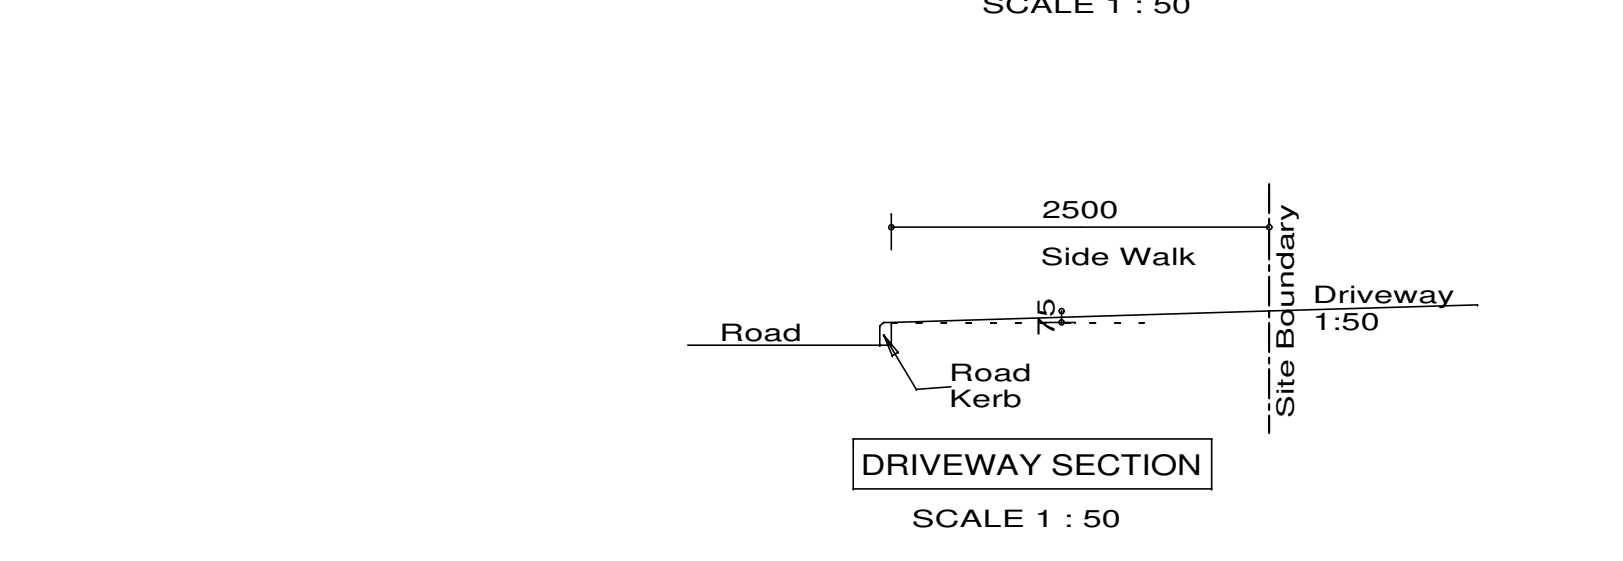 SCALE 1 : 50
2500
Side Walk
Site Boundary
75
Driveway
1:50
Road
Road
Kerb
DRIVEWAY SECTION
SCALE 1 : 50